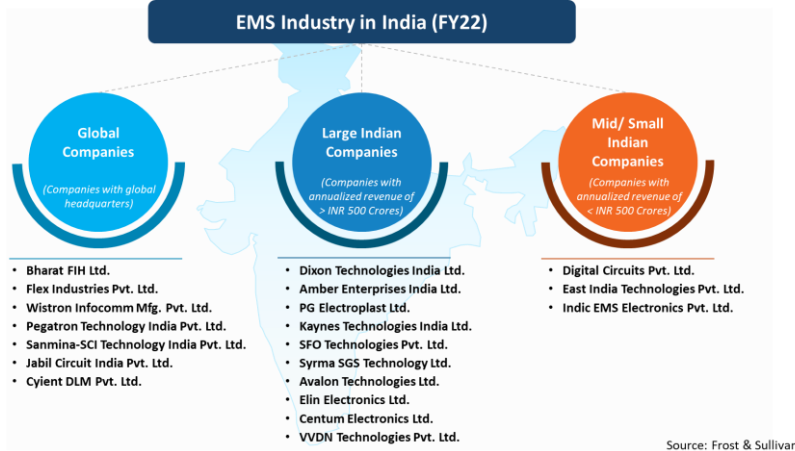 EMS Industry in India (FY22)
Global
Companies
(Companies with global
headquarters)
• Bharat FIH Ltd.
• Flex Industries Pvt. Ltd.
• Wistron Infocomm Mfg. Pvt. Ltd.
• Pegatron Technology India Pvt. Ltd.
• Sanmina-SCI Technology India Pvt. Ltd.
• Jabil Circuit India Pvt. Ltd.
• Cyient DLM Pvt. Ltd.
Large Indian
Companies
(Companies with
annualized revenue of
> INR 500 Crores)
• Dixon Technologies India Ltd.
• Amber Enterprises India Ltd.
• PG Electroplast Ltd.
• Kaynes Technologies India Ltd.
• SFO Technologies Pvt. Ltd.
• Syrma SGS Technology Ltd.
• Avalon Technologies Ltd.
• Elin Electronics Ltd.
• Centum Electronics Ltd.
• VVDN Technologies Pvt. Ltd.
Mid/ Small
Indian
Companies
(Companies with
annualized revenue of
< INR 500 Crores)
• Digital Circuits Pvt. Ltd.
• East India Technologies Pvt. Ltd.
• Indic EMS Electronics Pvt. Ltd.
Source: Frost & Sullivan